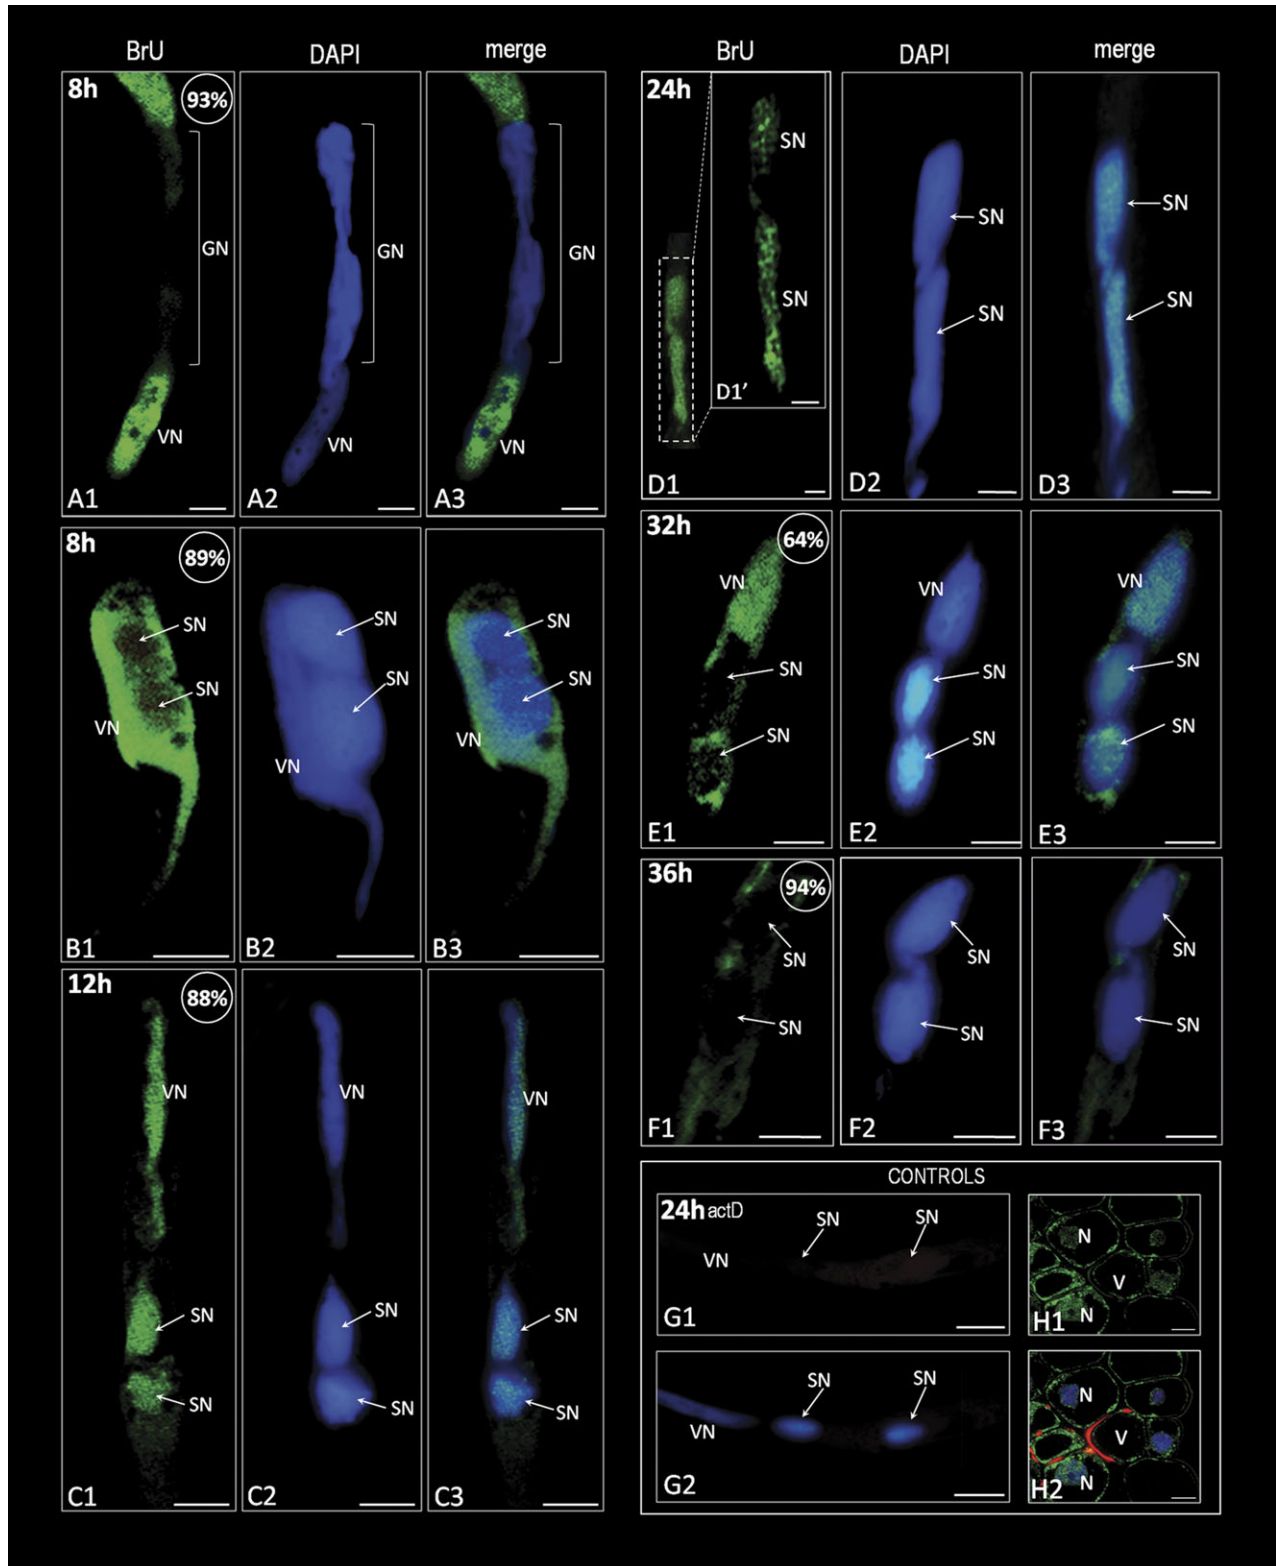 BrU DAPI merge
8h 93%
GN GN GN
VN VN VN
A1 A2 A3
8h 89%
SN SN SN
SN SN SN
VN VN VN
B1 B2 B3
12h 88%
VN VN VN
SN SN SN
SN SN SN
C1 C2 C3
BrU DAPI merge
24h
SN SN SN
SN SN SN
D1'
D1 D2 D3
32h 64%
VN VN VN
SN SN SN
SN SN SN
E1 E2 E3
36h 94%
SN SN SN
SN SN SN
F1 F2 F3
CONTROLS
24h actD
SN SN
VN
G1
N
V
N
H1
SN SN
VN
G2
N
V
N
H2